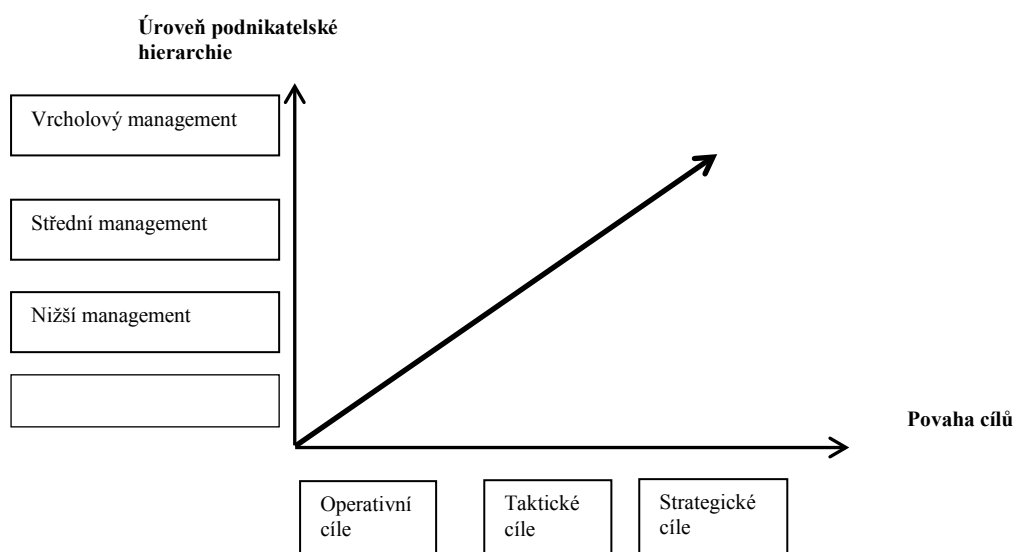 Úroveň podnikatelské
hierarchie
Vrcholový management
Střední management
Nižší management
Povaha cílů
Operativní
cíle
Taktické
cíle
Strategické
cíle